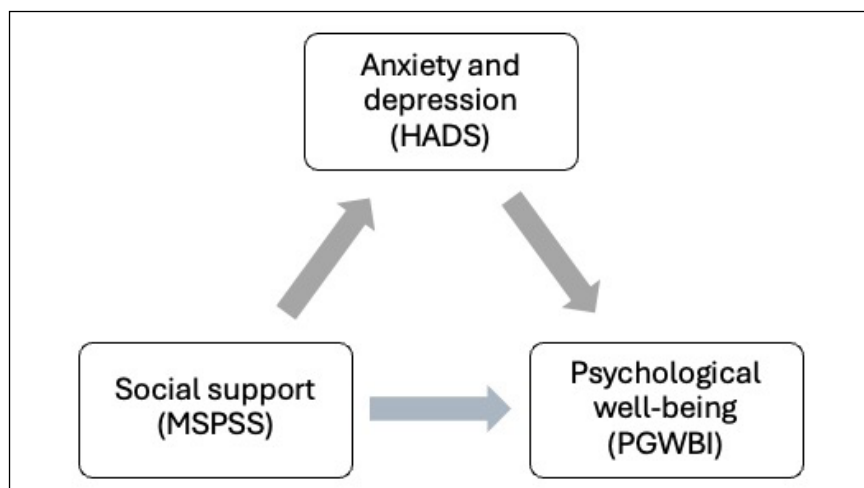 Anxiety and
depression
(HADS)
Social support
(MSPSS)
Psychological
well-being
(PGWBI)